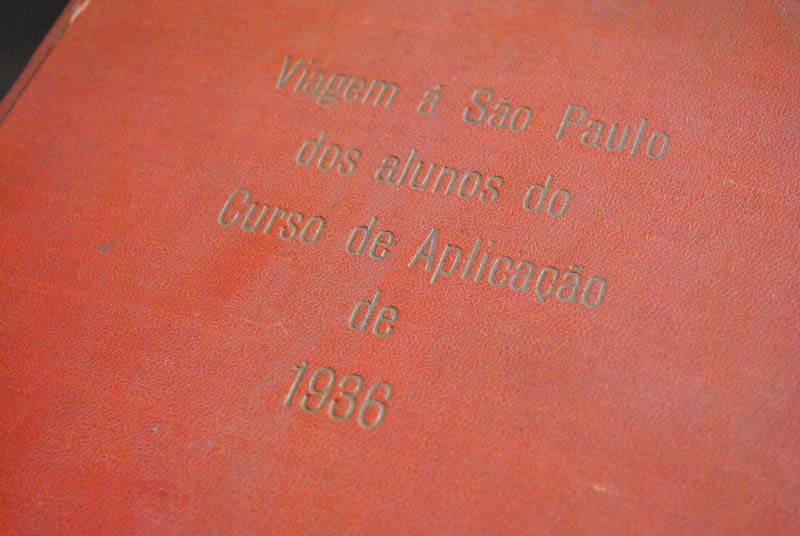 Viagem á São Paulo
dos alunos do
Curso de Aplicação
de
1936